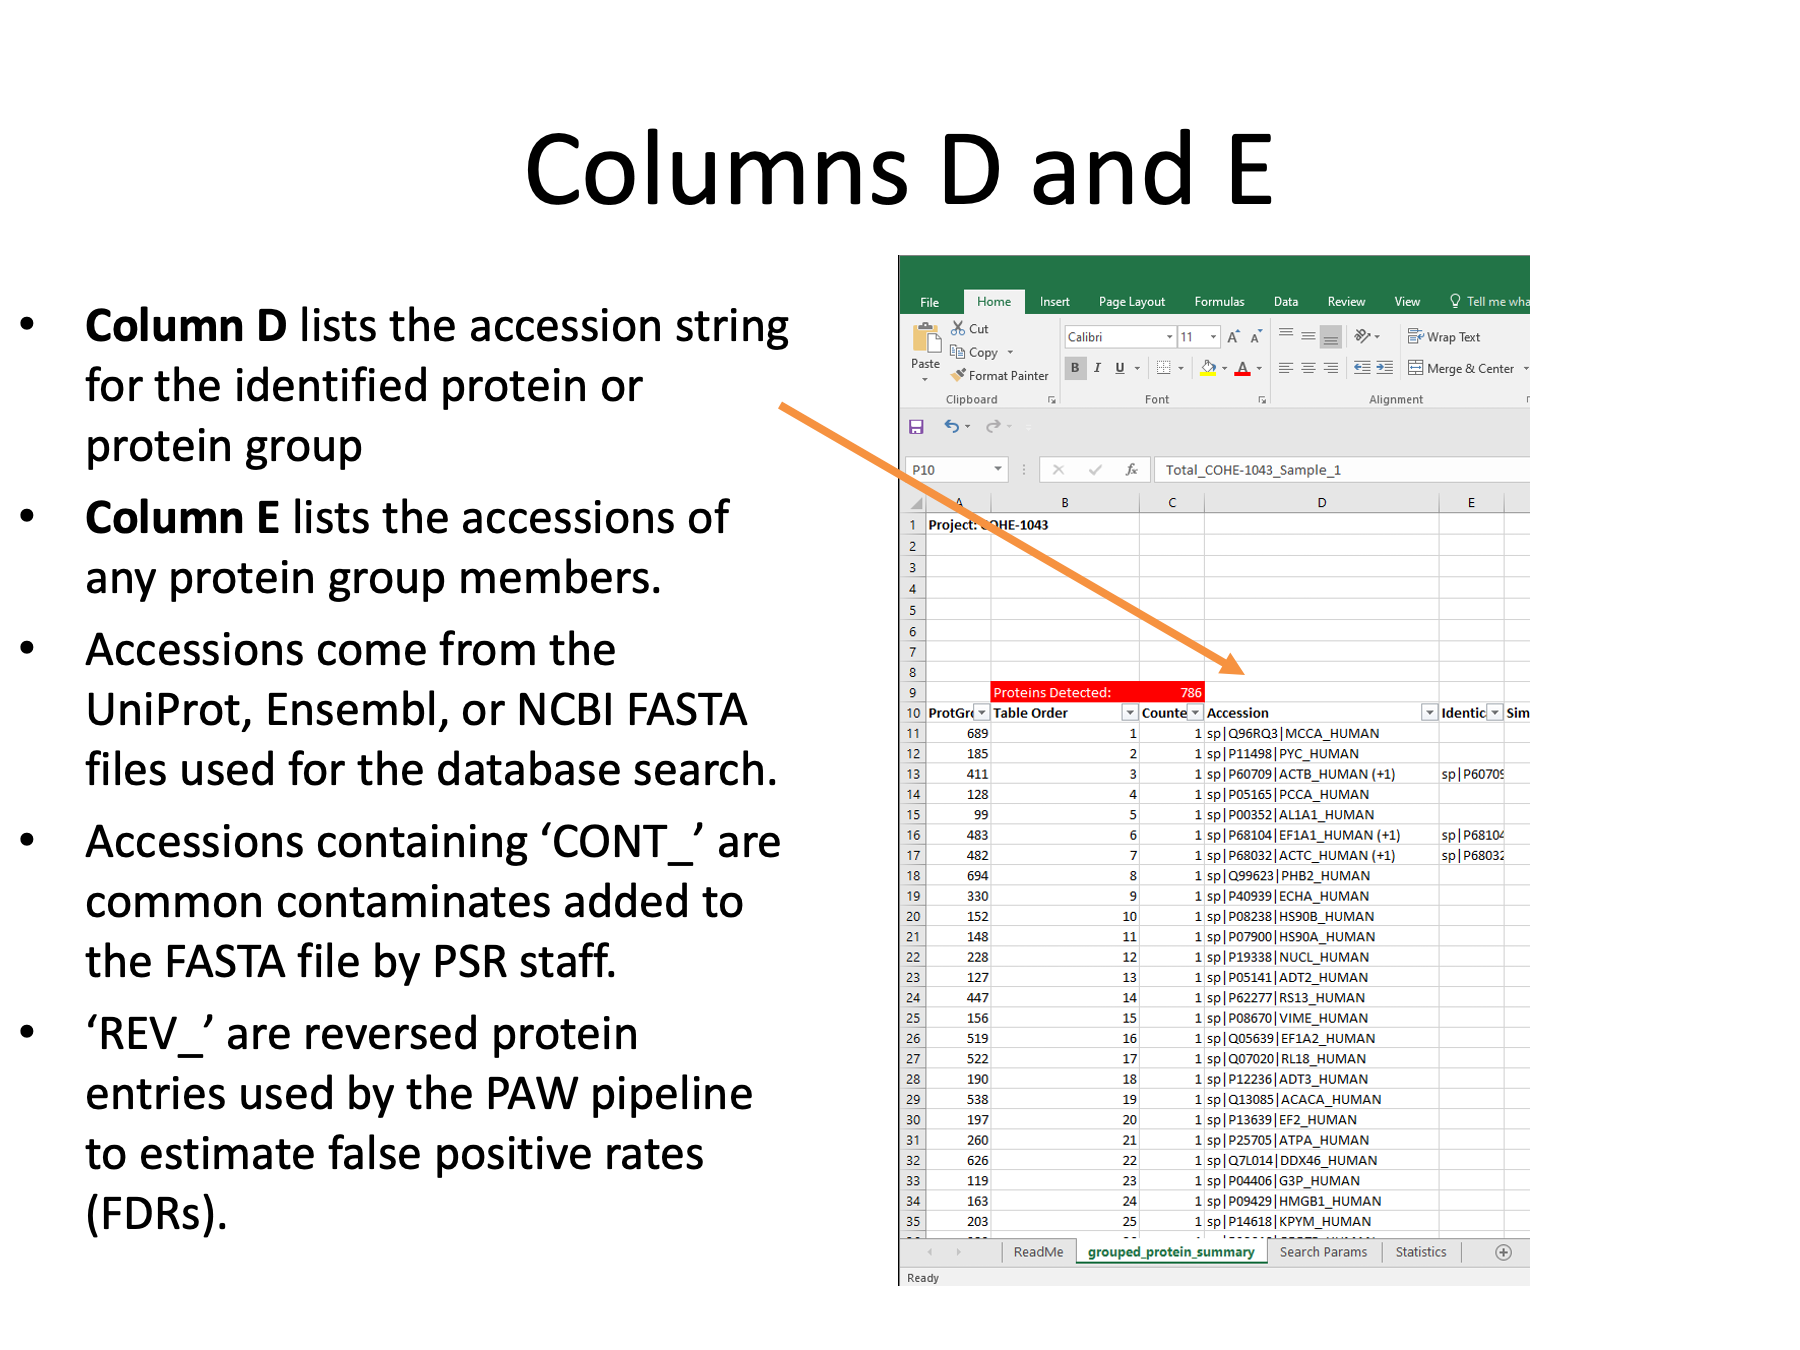 Columns D and E
• Column D lists the accession string
for the identified protein or
protein group
• Column E lists the accessions of
any protein group members.
• Accessions come from the
UniProt, Ensembl, or NCBI FASTA
files used for the database search.
• Accessions containing ‘CONT_’ are
common contaminates added to
the FASTA file by PSR staff.
• ‘REV_’ are reversed protein
entries used by the PAW pipeline
to estimate false positive rates
(FDRs).
File Home Insert Page Layout Formulas Data Review View Tell me wha
Cut
Copy
Format Painter
Paste
Calibri 11
B I U
Wrap Text
Merge & Center
Clipboard Font Alignment
P10 fx Total_COHE-1043_Sample_1
A B C D E
1 Project: COHE-1043
2
3
4
5
6
7
8
9 Proteins Detected: 786
10 ProtGr Table Order Counte Accession Identic Sim
11 689 1 1 sp|Q96RQ3|MCCA_HUMAN
12 185 2 1 sp|P11498|PYC_HUMAN
13 411 3 1 sp|P60709|ACTB_HUMAN (+1) sp|P60709
14 128 4 1 sp|P05165|PCCA_HUMAN
15 99 5 1 sp|P00352|AL1A1_HUMAN
16 483 6 1 sp|P68104|EF1A1_HUMAN (+1) sp|P68104
17 482 7 1 sp|P68032|ACTC_HUMAN (+1) sp|P68032
18 694 8 1 sp|Q99623|PHB2_HUMAN
19 330 9 1 sp|P40939|ECHA_HUMAN
20 152 10 1 sp|P08238|HS90B_HUMAN
21 148 11 1 sp|P07900|HS90A_HUMAN
22 228 12 1 sp|P19338|NUCL_HUMAN
23 127 13 1 sp|P05141|ADT2_HUMAN
24 447 14 1 sp|P62277|RS13_HUMAN
25 156 15 1 sp|P08670|VIME_HUMAN
26 519 16 1 sp|Q05639|EF1A2_HUMAN
27 522 17 1 sp|Q07020|RL18_HUMAN
28 190 18 1 sp|P12236|ADT3_HUMAN
29 538 19 1 sp|Q13085|ACACA_HUMAN
30 197 20 1 sp|P13639|EF2_HUMAN
31 260 21 1 sp|P25705|ATPA_HUMAN
32 626 22 1 sp|Q7L014|DDX46_HUMAN
33 119 23 1 sp|P04406|G3P_HUMAN
34 163 24 1 sp|P09429|HMGB1_HUMAN
35 203 25 1 sp|P14618|KPYM_HUMAN
ReadMe grouped_protein_summary Search Params Statistics
Ready